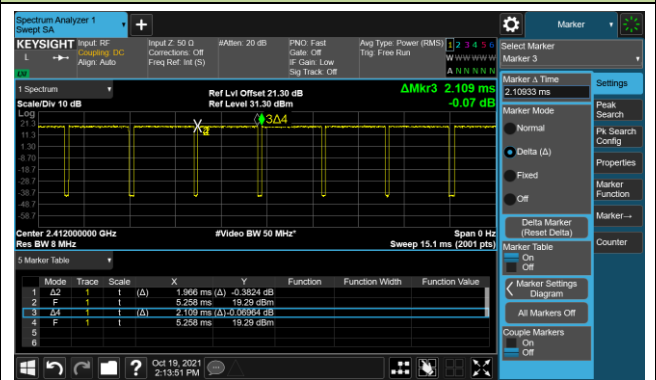 Spectrum Analyzer 1
Swept SA
Marker
KEYSIGHT
L
Input: RF
Coupling: DC
Align: Auto
Input Z: 50 Ω
Corrections: Off
Freq Ref: Int (S)
#Atten: 20 dB
PNO: Fast
Gate: Off
IF Gain: Low
Sig Track: Off
Avg Type: Power (RMS)
Trig: Free Run
1 2 3 4 5 6
W W W W W W
A N N N N N
Select Marker
Marker 3
Marker Δ Time
2.10933 ms
Marker Mode
Normal
Delta (Δ)
Fixed
Off
Delta Marker
(Reset Delta)
Marker Table
On
Off
Marker Settings
Diagram
All Markers Off
Couple Markers
On
Off
Settings
Peak
Search
Pk Search
Config
Properties
Marker
Function
Marker→
Counter
1 Spectrum
Scale/Div 10 dB
Log
Ref Lvl Offset 21.30 dB
Ref Level 31.30 dBm
ΔMkr3 2.109 ms
-0.07 dB
21.3
11.3
1.30
-8.70
-18.7
-28.7
-38.7
-48.7
-58.7
X
3Δ4
Center 2.412000000 GHz
Res BW 8 MHz
#Video BW 50 MHz*
Span 0 Hz
Sweep 15.1 ms (2001 pts)
5 Marker Table
Mode Trace Scale X Y Function Function Width Function Value
1 Δ2 1 t (Δ) 1.966 ms (Δ) -0.3824 dB
2 F 1 t 5.258 ms 19.29 dBm
3 Δ4 1 t (Δ) 2.109 ms (Δ) -0.06964 dB
4 F 1 t 5.258 ms 19.29 dBm
5
6
?
Oct 19, 2021
2:13:51 PM